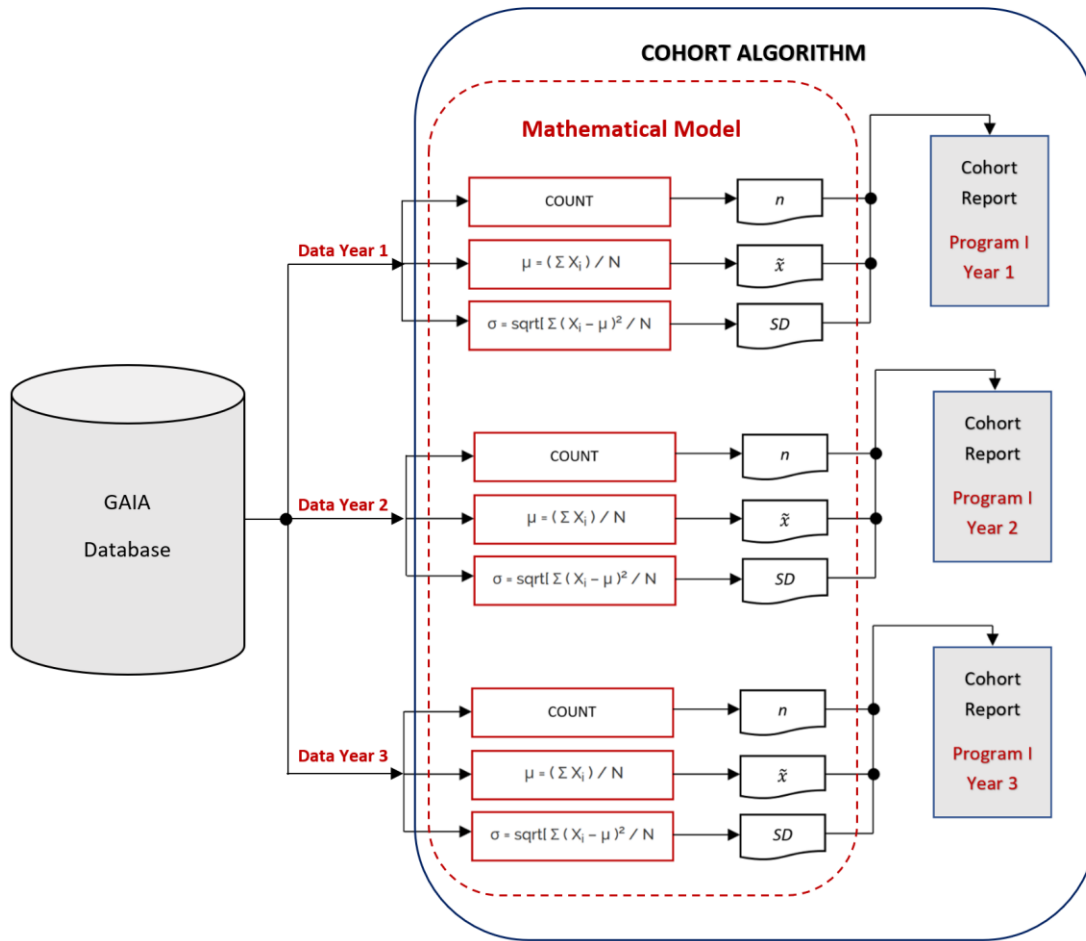 COHORT ALGORITHM
Mathematical Model
Data Year 1
COUNT
n
μ = ( Σ Xᵢ ) / N
x̃
σ = sqrt[ Σ ( Xᵢ – μ )² / N
SD
Cohort
Report
Program I
Year 1
GAIA
Database
Data Year 2
COUNT
n
μ = ( Σ Xᵢ ) / N
x̃
σ = sqrt[ Σ ( Xᵢ – μ )² / N
SD
Cohort
Report
Program I
Year 2
Data Year 3
COUNT
n
μ = ( Σ Xᵢ ) / N
x̃
σ = sqrt[ Σ ( Xᵢ – μ )² / N
SD
Cohort
Report
Program I
Year 3